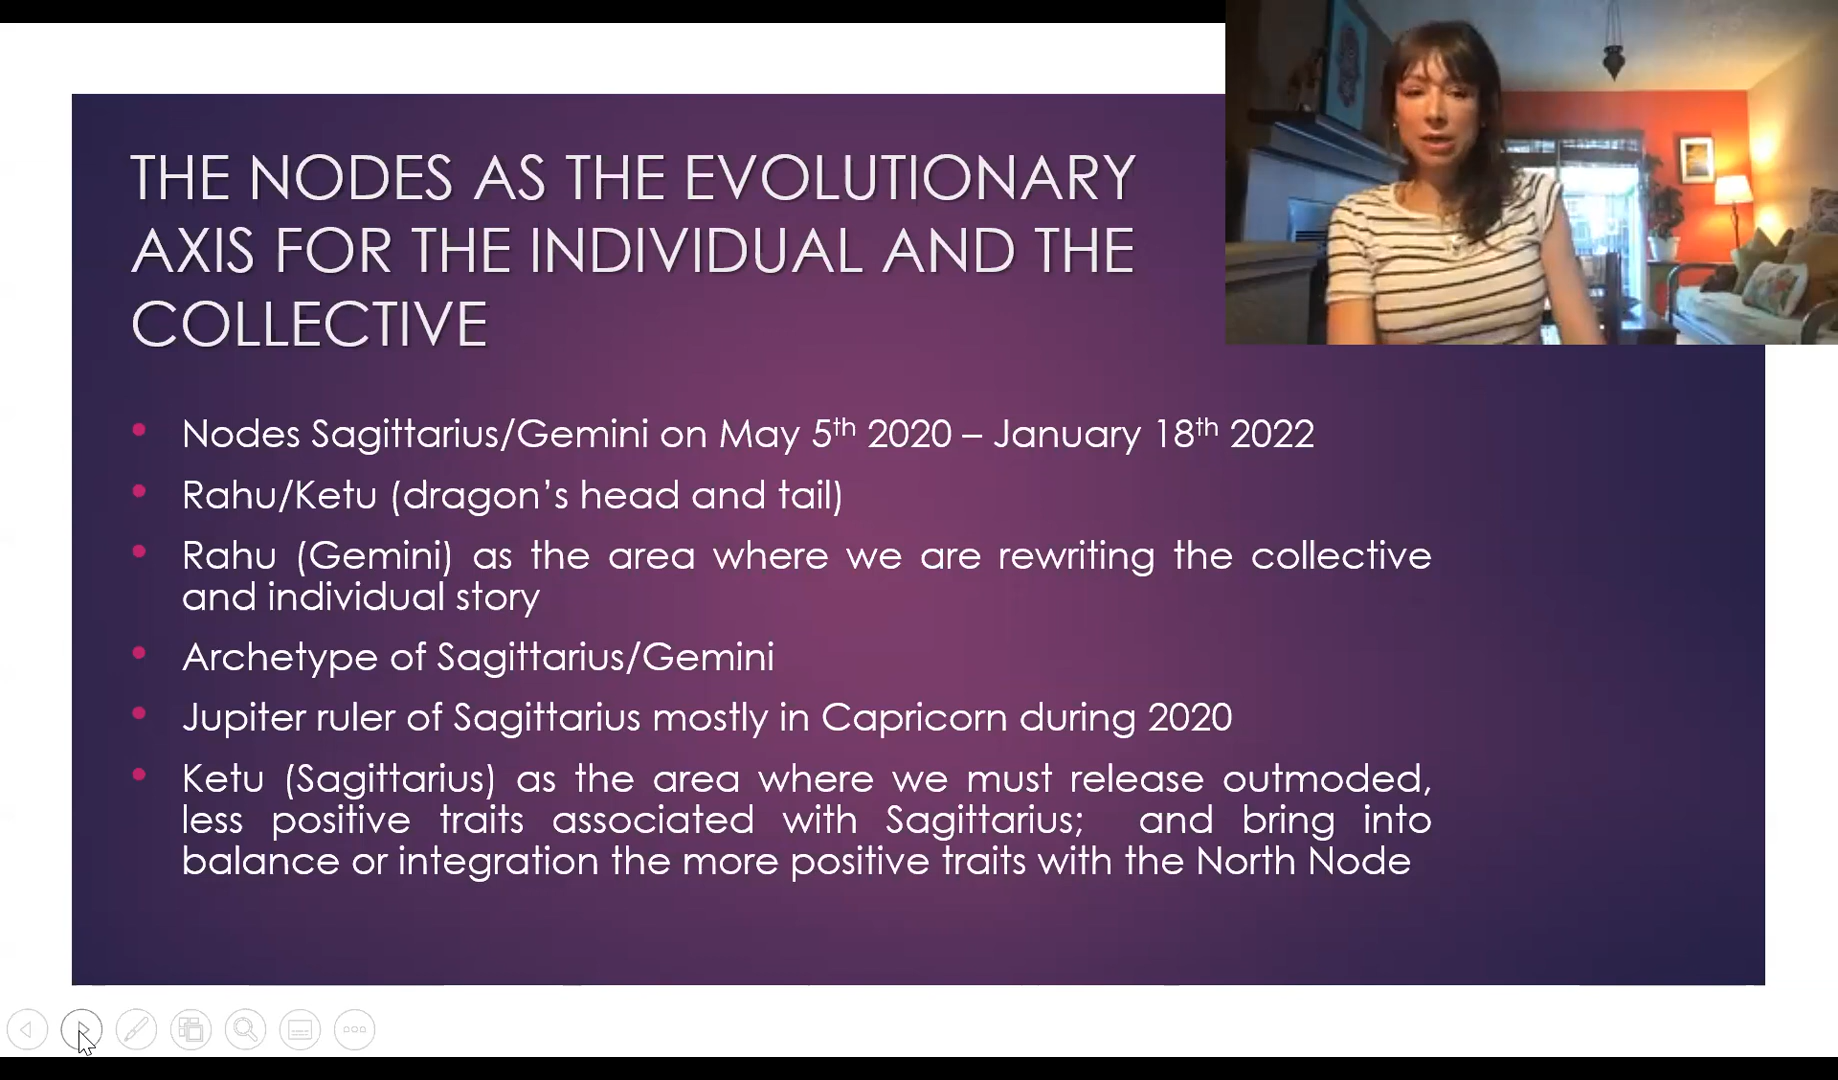 THE NODES AS THE EVOLUTIONARY
AXIS FOR THE INDIVIDUAL AND THE
COLLECTIVE
Nodes Sagittarius/Gemini on May 5th 2020 – January 18th 2022
Rahu/Ketu (dragon’s head and tail)
Rahu (Gemini) as the area where we are rewriting the collective
and individual story
Archetype of Sagittarius/Gemini
Jupiter ruler of Sagittarius mostly in Capricorn during 2020
Ketu (Sagittarius) as the area where we must release outmoded,
less positive traits associated with Sagittarius; and bring into
balance or integration the more positive traits with the North Node